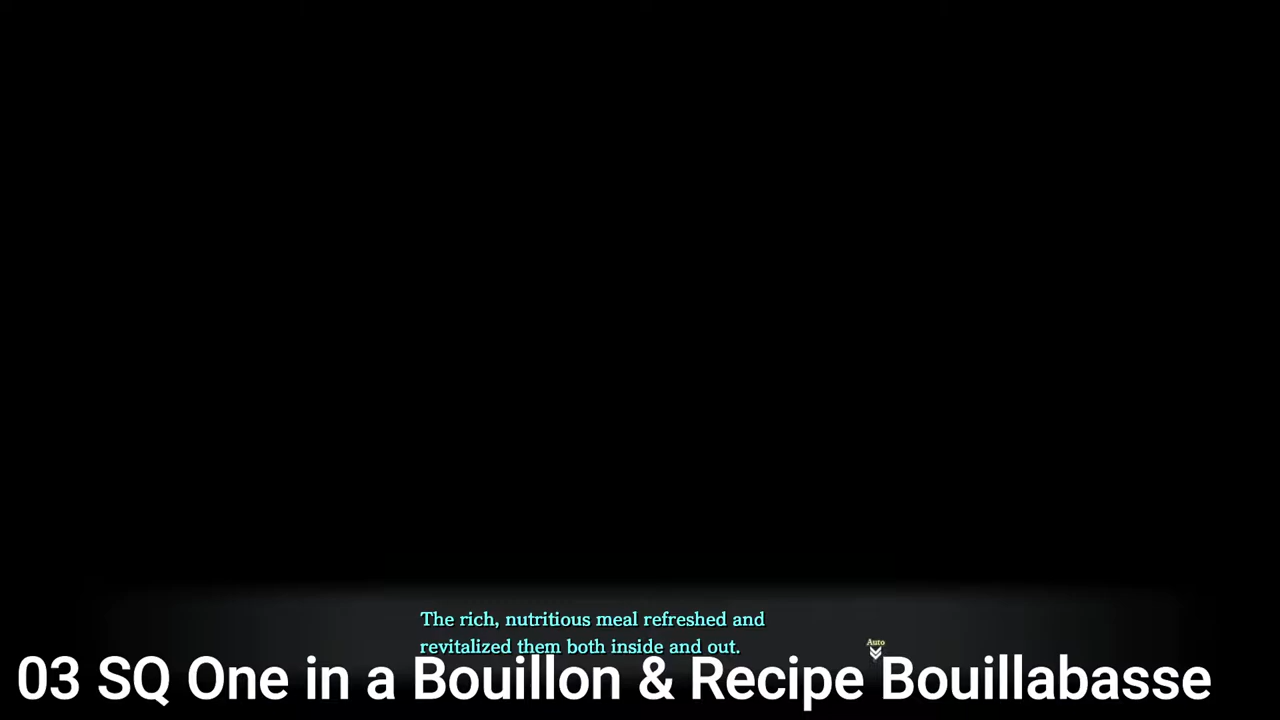 The rich, nutritious meal refreshed and
revitalized them both inside and out.
Auto
03 SQ One in a Bouillon & Recipe Bouillabasse